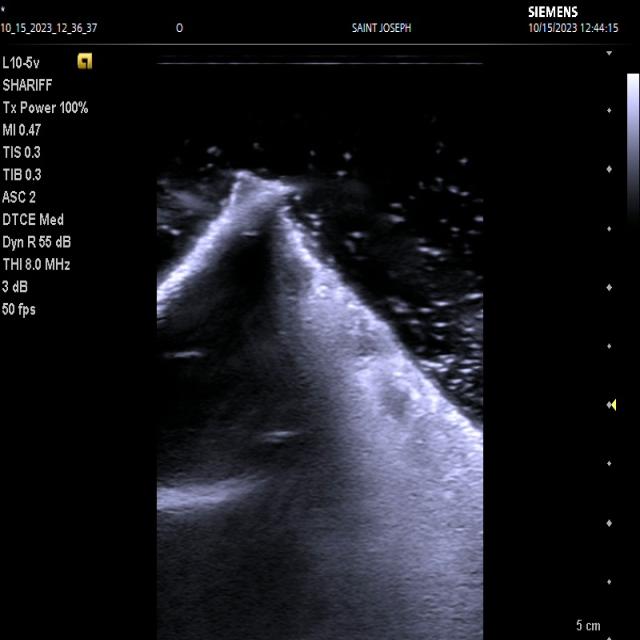 *
SIEMENS
10_15_2023_12_36_37 O SAINT JOSEPH 10/15/2023 12:44:15
L10-5v
SHARIFF
Tx Power 100%
MI 0.47
TIS 0.3
TIB 0.3
ASC 2
DTCE Med
Dyn R 55 dB
THI 8.0 MHz
3 dB
50 fps
5 cm